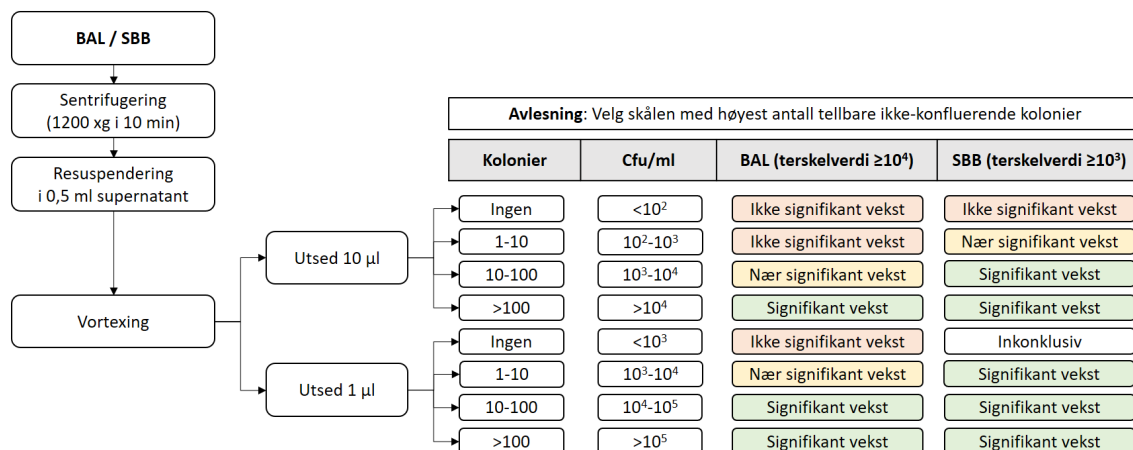 BAL / SBB
Sentrifugering
(1200 xg i 10 min)
Resuspendering
i 0,5 ml supernatant
Vortexing
Utsed 10 µl
Utsed 1 µl
Avlesning: Velg skålen med høyest antall tellbare ikke-konfluerende kolonier
Kolonier Cfu/ml BAL (terskelverdi ≥10⁴) SBB (terskelverdi ≥10³)
Ingen <10² Ikke signifikant vekst Ikke signifikant vekst
1-10 10²-10³ Ikke signifikant vekst Nær signifikant vekst
10-100 10³-10⁴ Nær signifikant vekst Signifikant vekst
>100 >10⁴ Signifikant vekst Signifikant vekst
Ingen <10³ Ikke signifikant vekst Inkonklusiv
1-10 10³-10⁴ Nær signifikant vekst Signifikant vekst
10-100 10⁴-10⁵ Signifikant vekst Signifikant vekst
>100 >10⁵ Signifikant vekst Signifikant vekst